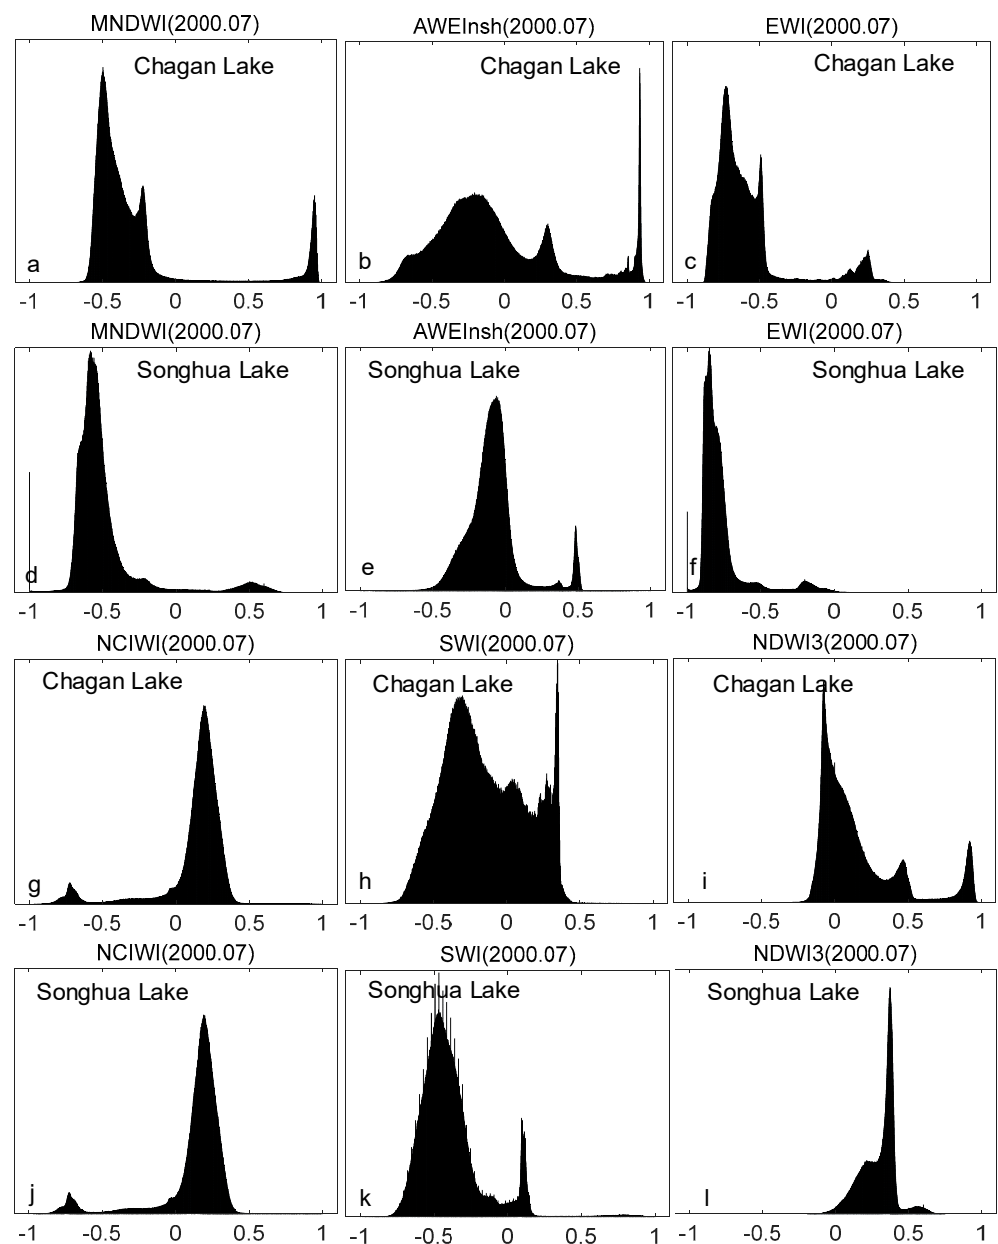 MNDWI(2000.07) AWEInsh(2000.07) EWI(2000.07)
Chagan Lake Chagan Lake Chagan Lake
a b c
-1 -0.5 0 0.5 1 -1 -0.5 0 0.5 1 -1 -0.5 0 0.5 1
MNDWI(2000.07) AWEInsh(2000.07) EWI(2000.07)
Songhua Lake Songhua Lake Songhua Lake
d e f
-1 -0.5 0 0.5 1 -1 -0.5 0 0.5 1 -1 -0.5 0 0.5 1
NCIWI(2000.07) SWI(2000.07) NDWI3(2000.07)
Chagan Lake Chagan Lake Chagan Lake
g h i
-1 -0.5 0 0.5 1 -1 -0.5 0 0.5 1 -1 -0.5 0 0.5 1
NCIWI(2000.07) SWI(2000.07) NDWI3(2000.07)
Songhua Lake Songhua Lake Songhua Lake
j k l
-1 -0.5 0 0.5 1 -1 -0.5 0 0.5 1 -1 -0.5 0 0.5 1